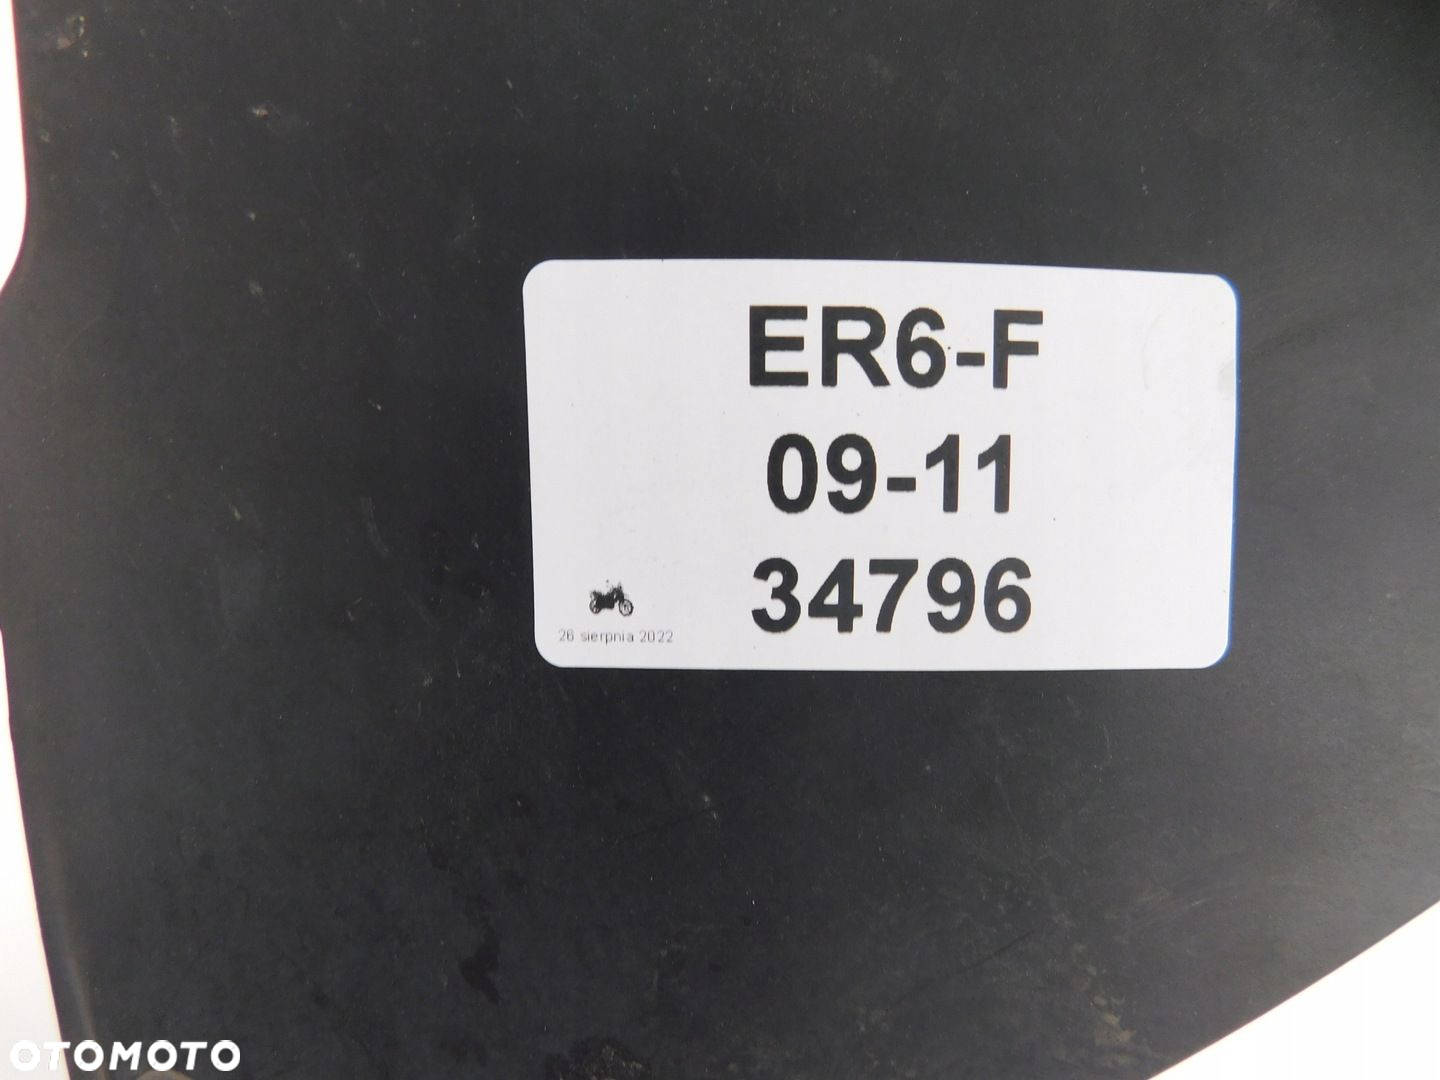 ER6-F
09-11
34796
26 sierpnia 2022
OTOMOTO